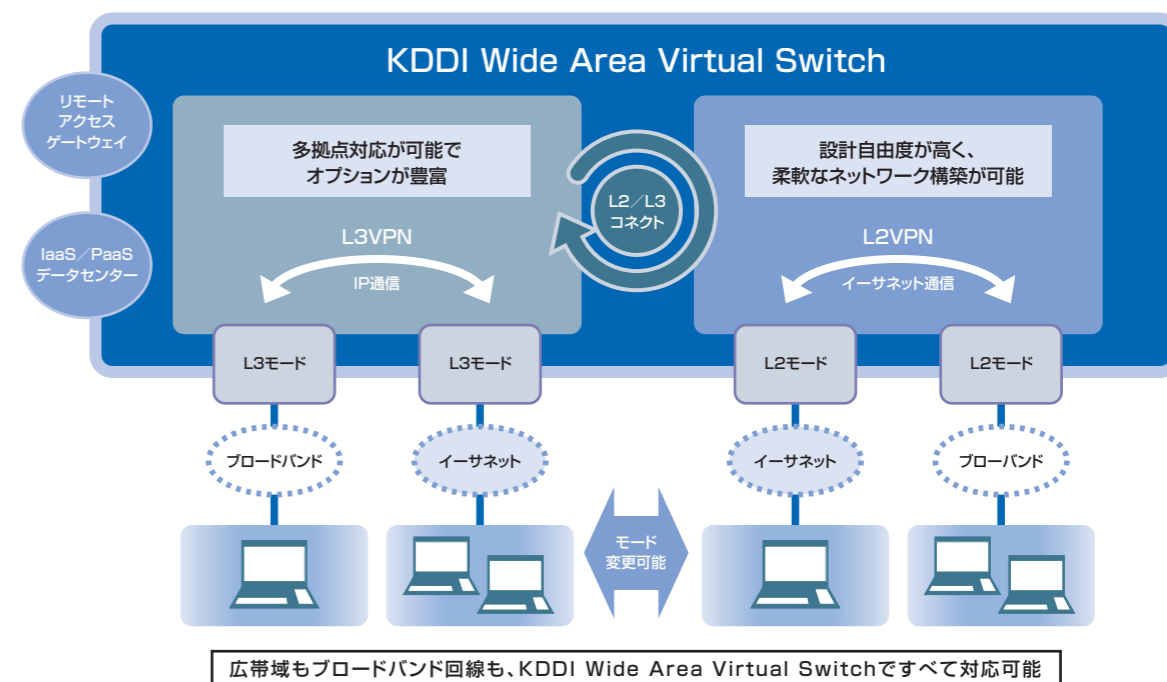 KDDI Wide Area Virtual Switch
リモート
アクセス
ゲートウェイ
IaaS／PaaS
データセンター
多拠点対応が可能で
オプションが豊富
L3VPN
IP通信
L2／L3
コネクト
設計自由度が高く、
柔軟なネットワーク構築が可能
L2VPN
イーサネット通信
L3モード
L3モード
L2モード
L2モード
ブロードバンド
イーサネット
イーサネット
ブローバンド
モード
変更可能
広帯域もブロードバンド回線も、KDDI Wide Area Virtual Switchですべて対応可能